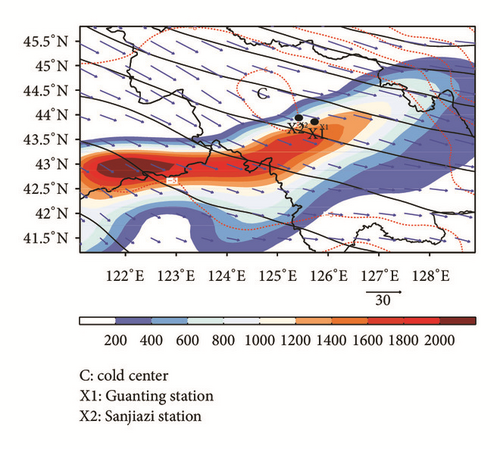 45.5°N
45°N
44.5°N
44°N
43.5°N
43°N
42.5°N
42°N
41.5°N
C
X2 X1 X1
122°E 123°E 124°E 125°E 126°E 127°E 128°E
30
200 400 600 800 1000 1200 1400 1600 1800 2000
C: cold center
X1: Guanting station
X2: Sanjiazi station